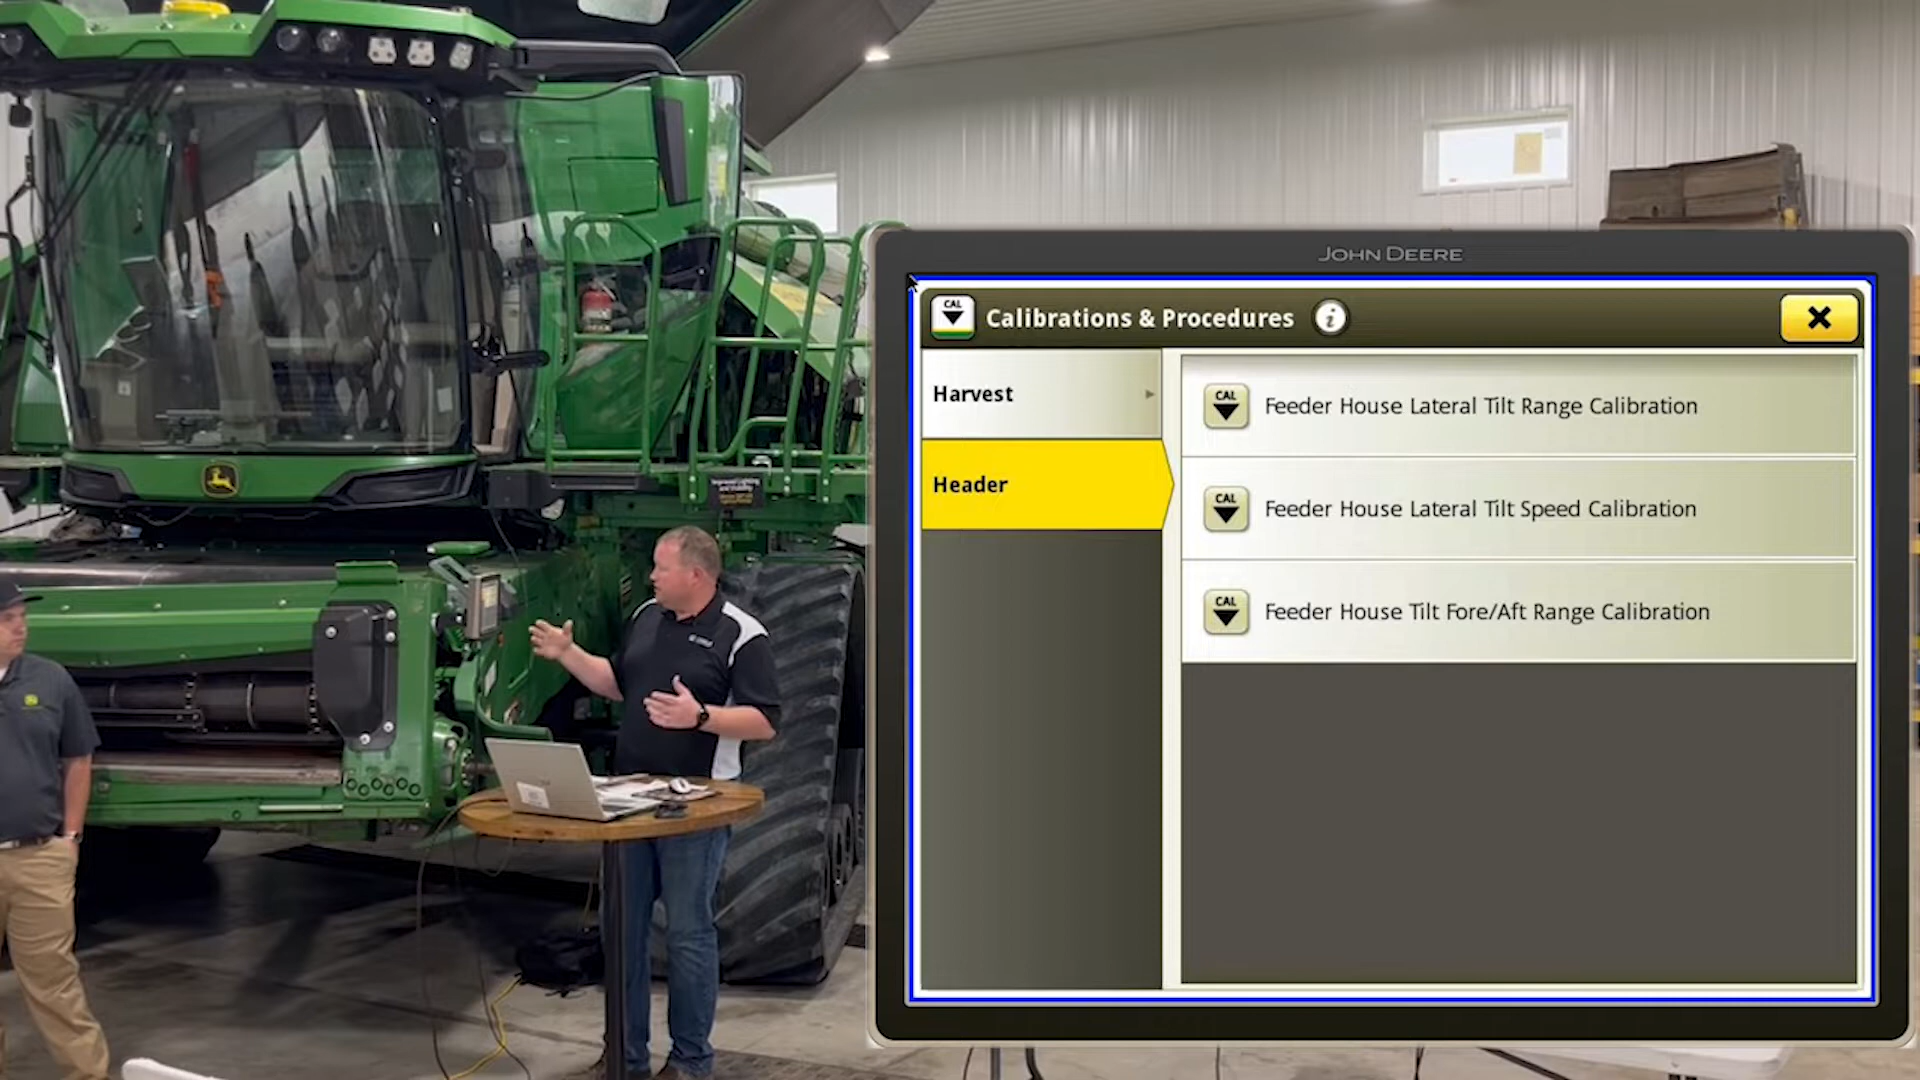 JOHN DEERE
CAL
Calibrations & Procedures
i
Harvest
Header
CAL
Feeder House Lateral Tilt Range Calibration
CAL
Feeder House Lateral Tilt Speed Calibration
CAL
Feeder House Tilt Fore/Aft Range Calibration